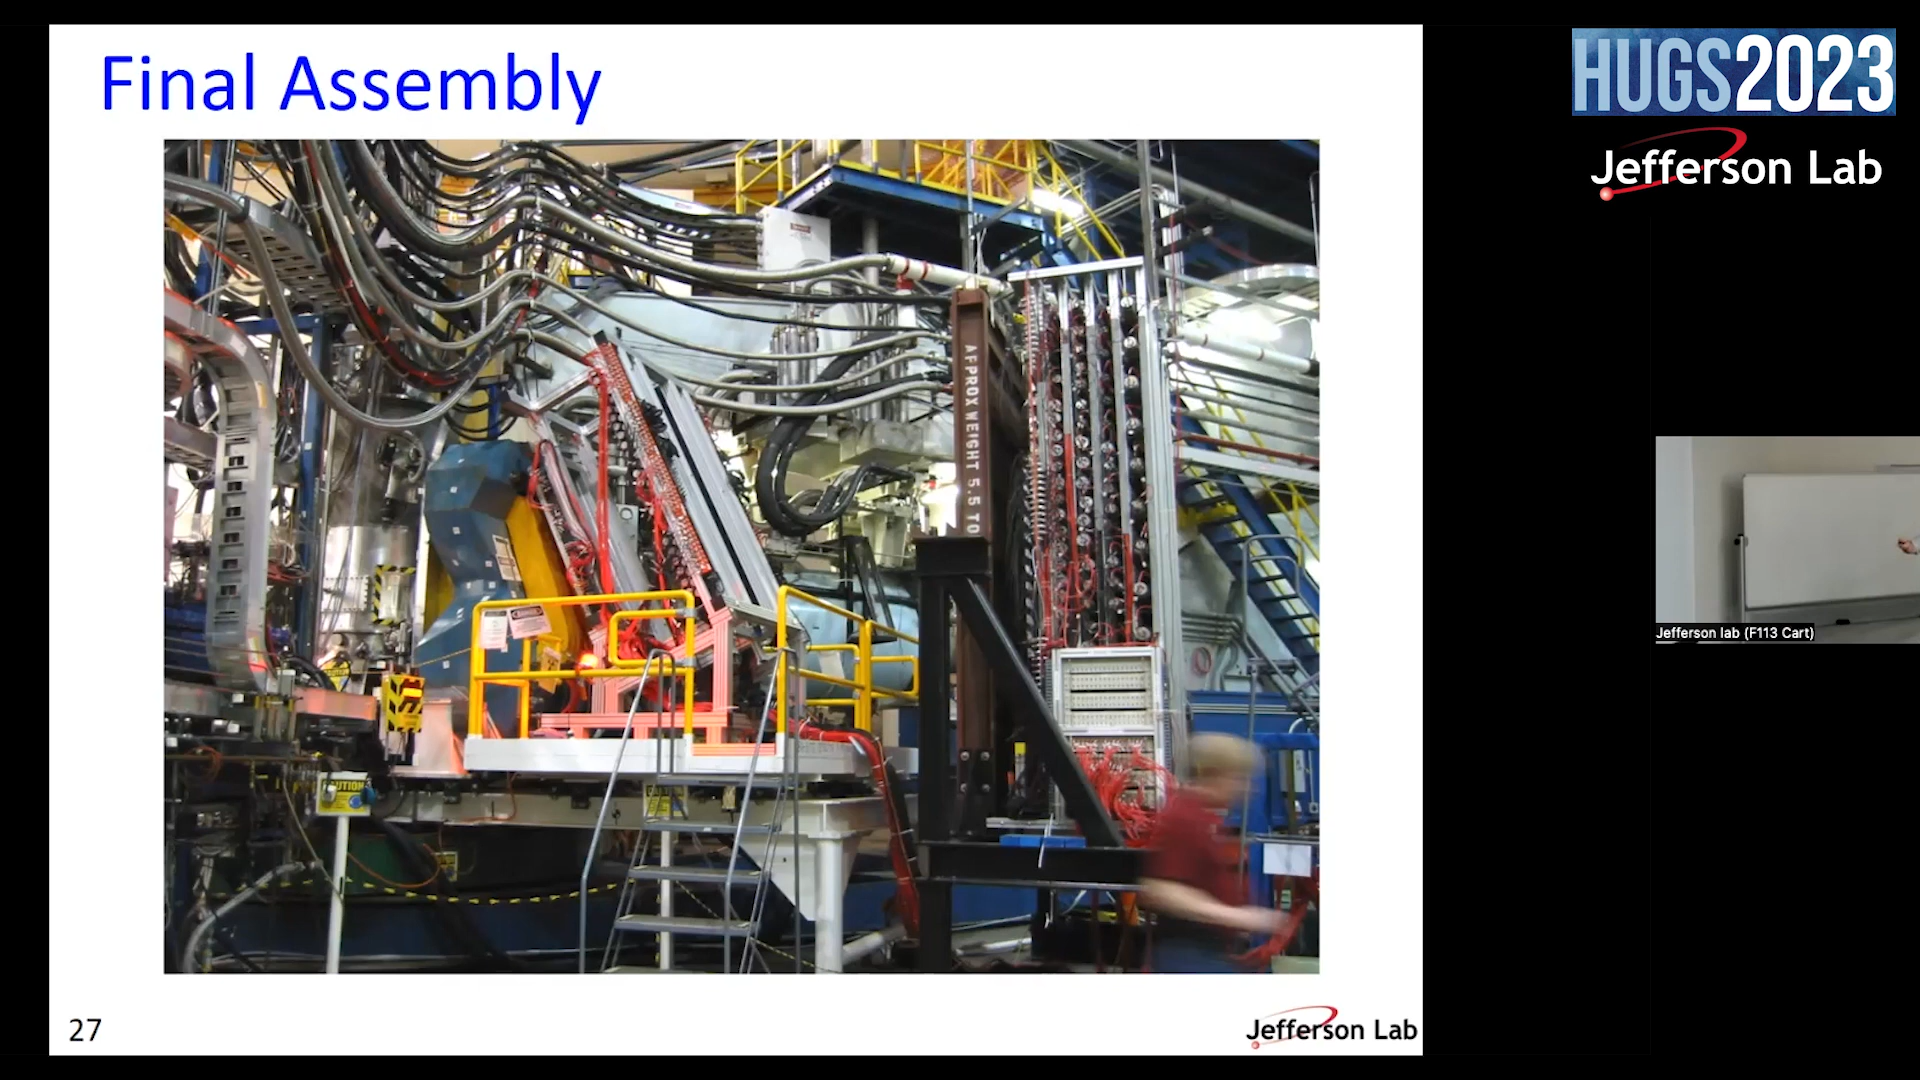 Final Assembly
APPROX WEIGHT 5.5 TO
CAUTION
27
Jefferson Lab
HUGS2023
Jefferson Lab
Jefferson lab (F113 Cart)